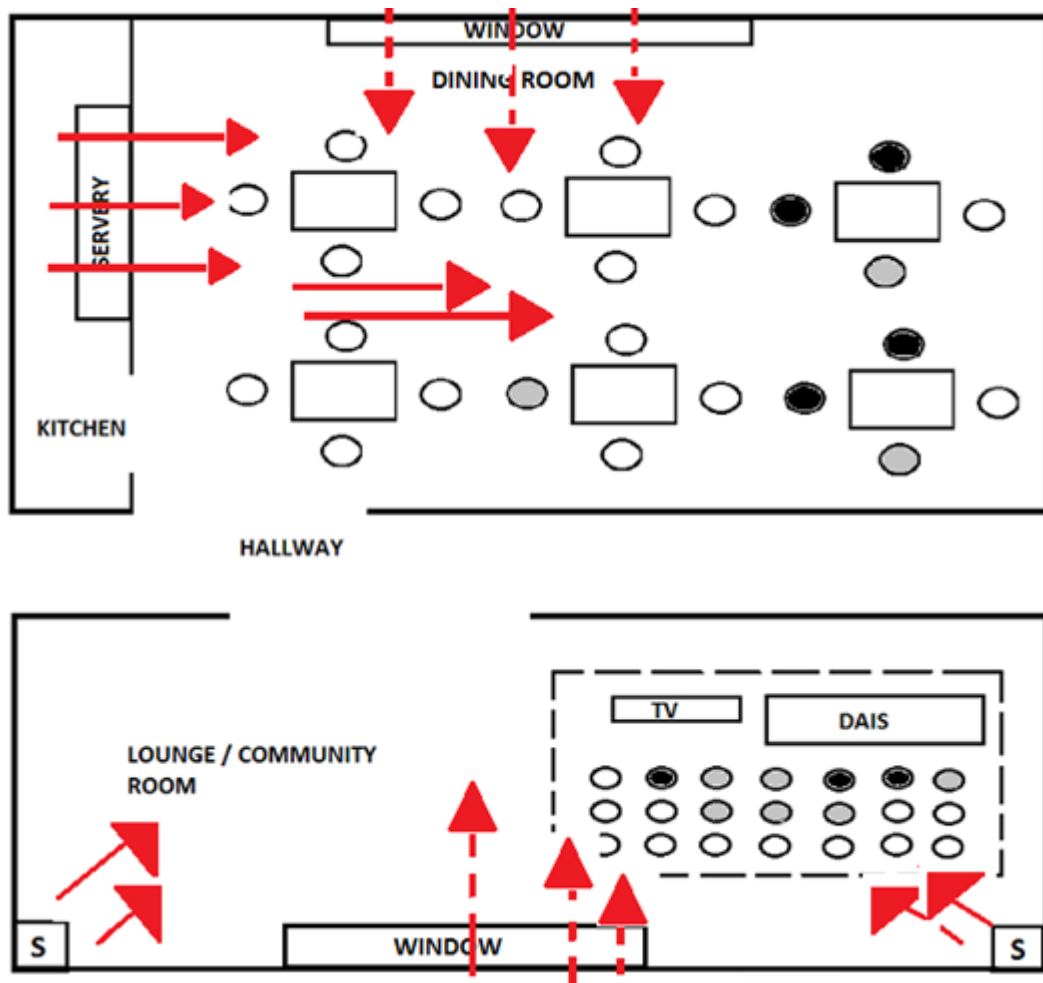 WINDOW
DINING ROOM
SERVERY
KITCHEN
HALLWAY
TV
DAIS
LOUNGE / COMMUNITY
ROOM
S
WINDOW
S